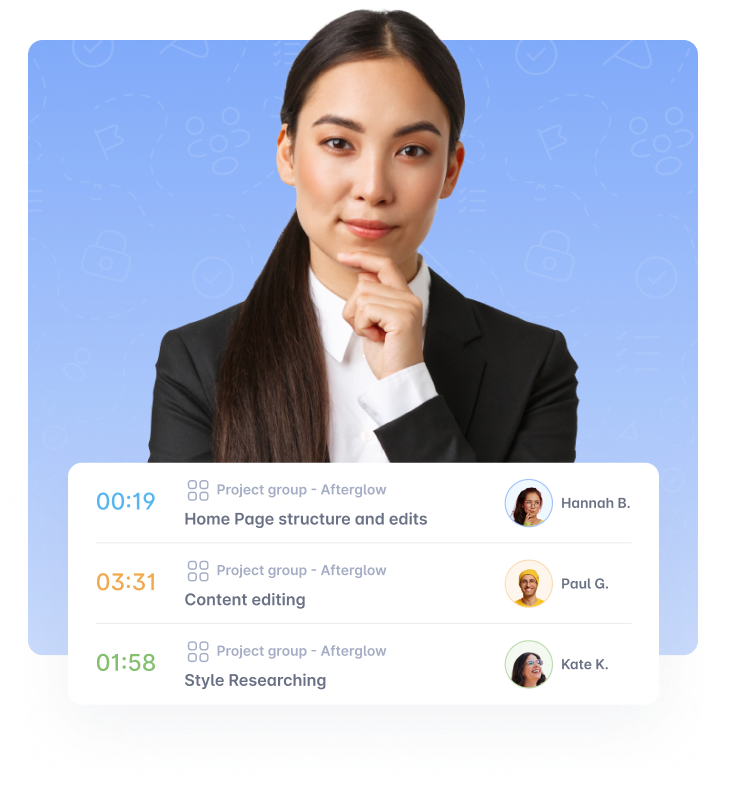 00:19
Project group - Afterglow
Home Page structure and edits
Hannah B.
03:31
Project group - Afterglow
Content editing
Paul G.
01:58
Project group - Afterglow
Style Researching
Kate K.